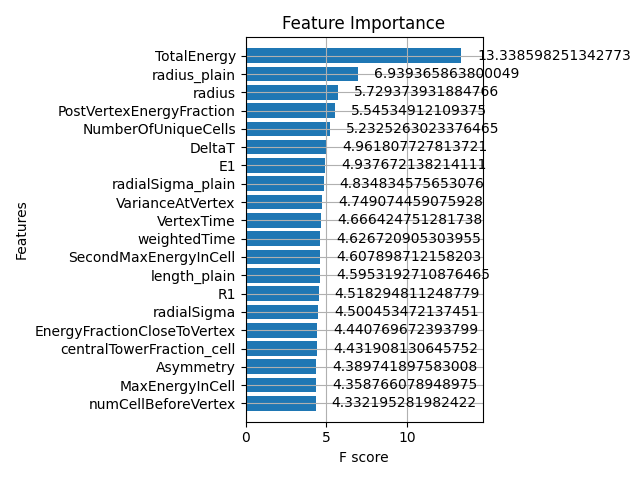 Feature Importance
TotalEnergy 13.338598251342773
radius_plain 6.939365863800049
radius 5.729373931884766
PostVertexEnergyFraction 5.54534912109375
NumberOfUniqueCells 5.2325263023376465
DeltaT 4.961807727813721
E1 4.937672138214111
radialSigma_plain 4.834834575653076
VarianceAtVertex 4.749074459075928
VertexTime 4.666424751281738
weightedTime 4.626720905303955
SecondMaxEnergyInCell 4.607898712158203
length_plain 4.5953192710876465
R1 4.518294811248779
radialSigma 4.500453472137451
EnergyFractionCloseToVertex 4.440769672393799
centralTowerFraction_cell 4.431908130645752
Asymmetry 4.389741897583008
MaxEnergyInCell 4.358766078948975
numCellBeforeVertex 4.332195281982422
Features
0 5 10
F score